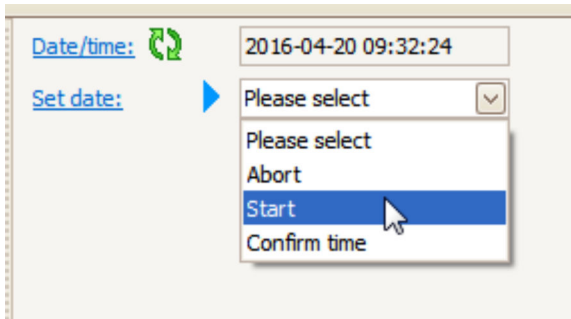 Date/time: 2016-04-20 09:32:24
Set date: Please select
Please select
Abort
Start
Confirm time